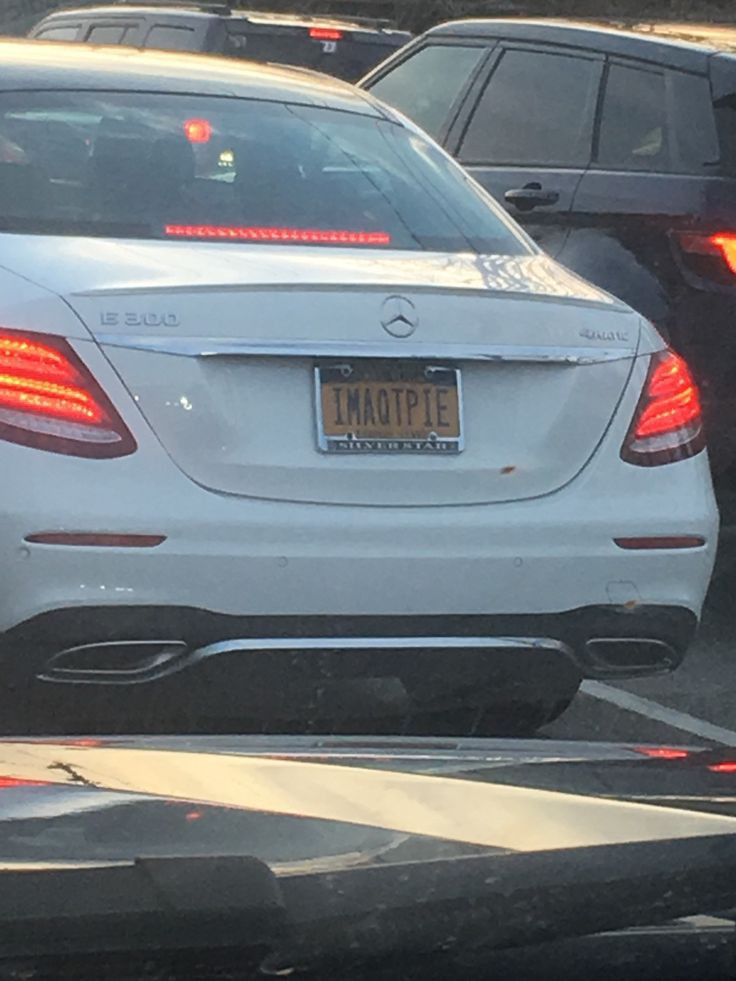 E 300
4MATIC
IMAQTPIE
SILVER STAR